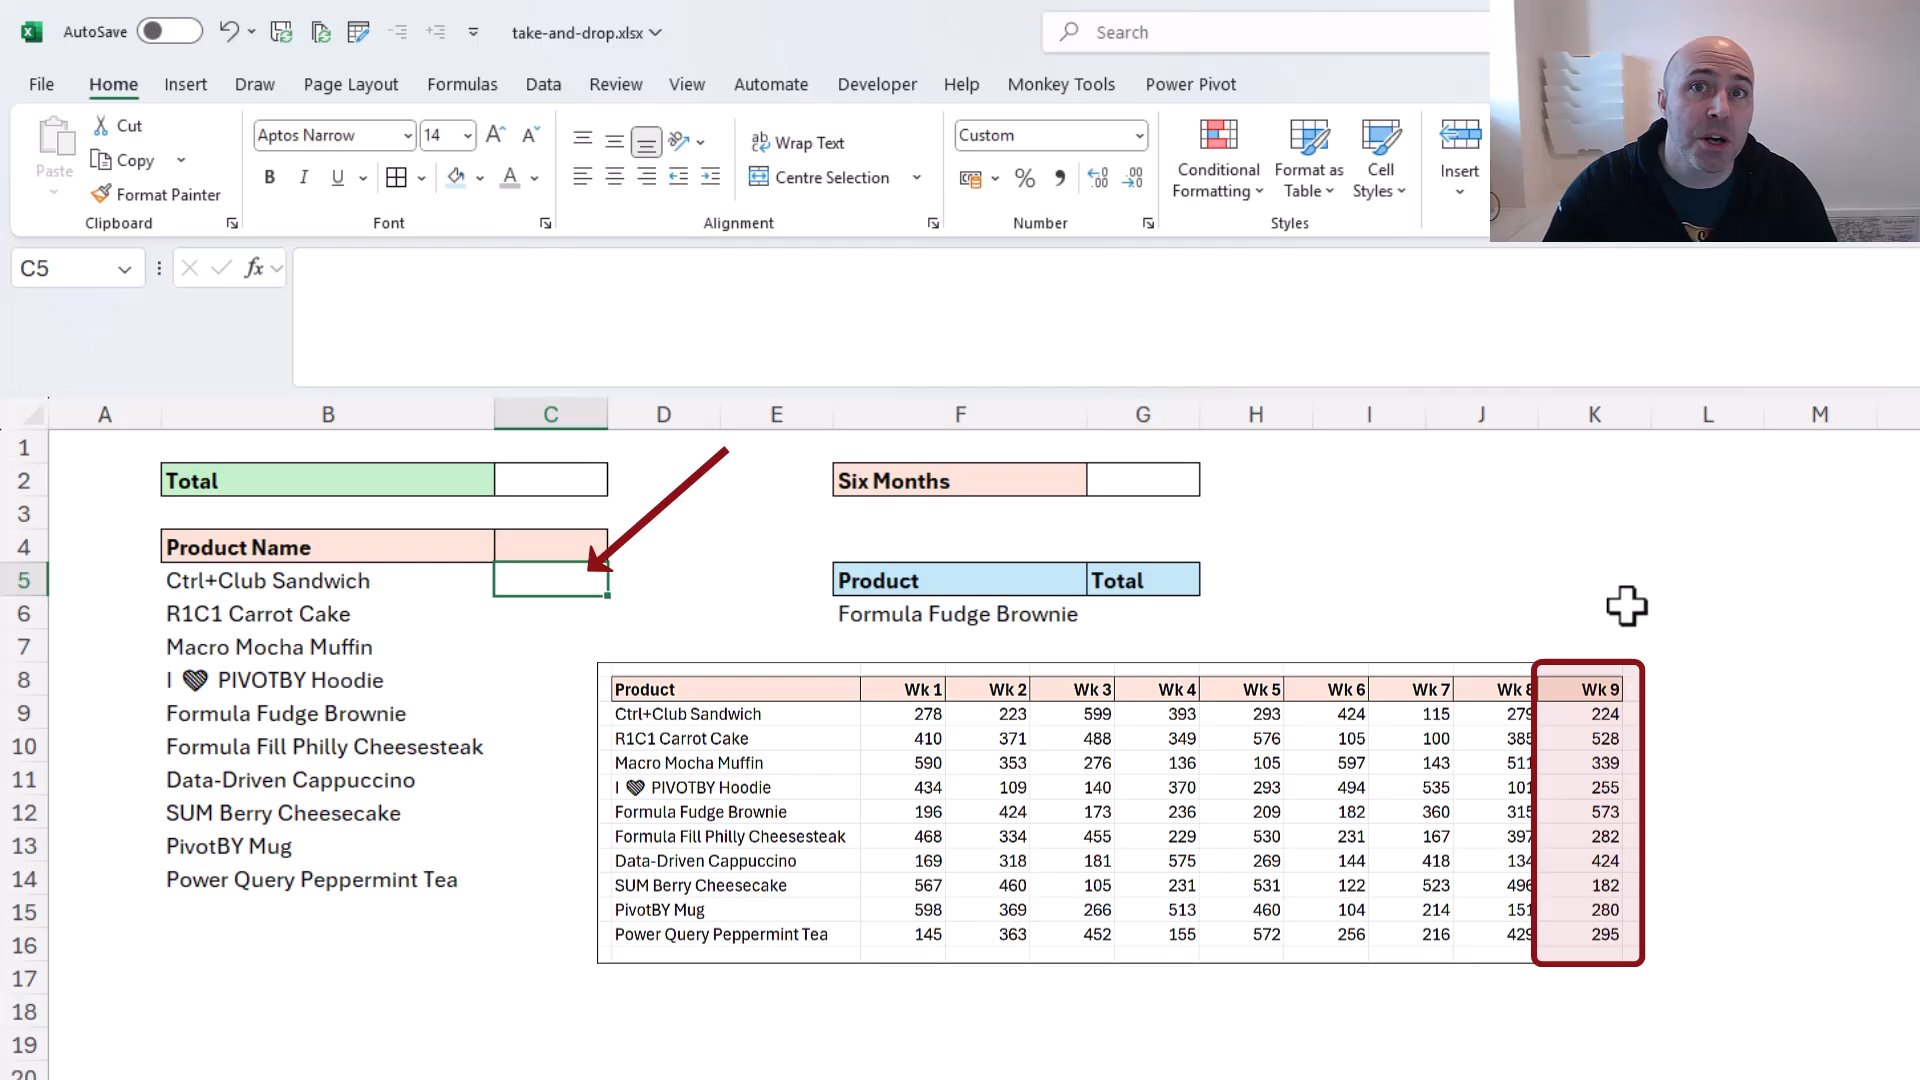 AutoSave take-and-drop.xlsx Search
File Home Insert Draw Page Layout Formulas Data Review View Automate Developer Help Monkey Tools Power Pivot
Paste Cut Copy Format Painter
Clipboard
Aptos Narrow 14
B I U A
Font
Wrap Text
Centre Selection
Alignment
Custom
%
Number
Conditional Formatting
Format as Table
Cell Styles
Styles
Insert
C5 fx
A B C D E F G H I J K L M
1
2 Total Six Months
3
4 Product Name
5 Ctrl+Club Sandwich Product Total
6 R1C1 Carrot Cake Formula Fudge Brownie
7 Macro Mocha Muffin
8 I 🖤 PIVOTBY Hoodie
9 Formula Fudge Brownie
10 Formula Fill Philly Cheesesteak
11 Data-Driven Cappuccino
12 SUM Berry Cheesecake
13 PivotBY Mug
14 Power Query Peppermint Tea
15
16
17
18
19
20
Product Wk 1 Wk 2 Wk 3 Wk 4 Wk 5 Wk 6 Wk 7 Wk 8 Wk 9
Ctrl+Club Sandwich 278 223 599 393 293 424 115 279 224
R1C1 Carrot Cake 410 371 488 349 576 105 100 385 528
Macro Mocha Muffin 590 353 276 136 105 597 143 511 339
I 🖤 PIVOTBY Hoodie 434 109 140 370 293 494 535 101 255
Formula Fudge Brownie 196 424 173 236 209 182 360 315 573
Formula Fill Philly Cheesesteak 468 334 455 229 530 231 167 397 282
Data-Driven Cappuccino 169 318 181 575 269 144 418 134 424
SUM Berry Cheesecake 567 460 105 231 531 122 523 496 182
PivotBY Mug 598 369 266 513 460 104 214 151 280
Power Query Peppermint Tea 145 363 452 155 572 256 216 429 295